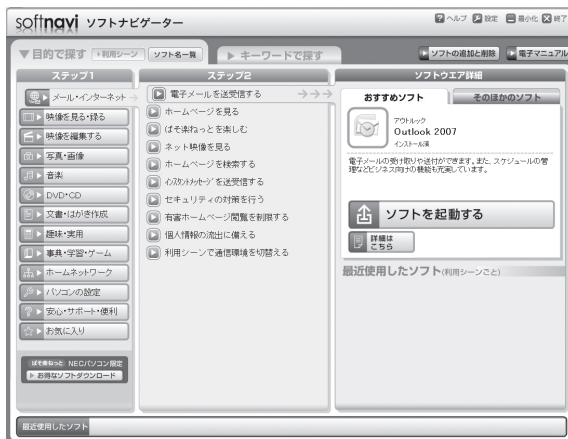 softnavi ソフトナビゲーター
ヘルプ 設定 最小化 終了
▼目的で探す +利用シーン ソフト名一覧 ▶ キーワードで探す ソフトの追加と削除 電子マニュアル
ステップ1
メール・インターネット
映像を見る・録る
映像を編集する
写真・画像
音楽
DVD・CD
文書・はがき作成
趣味・実用
事典・学習・ゲーム
ホームネットワーク
パソコンの設定
安心・サポート・便利
お気に入り
ぱそ楽ねっと NECパソコン限定
お得なソフトダウンロード
ステップ2
電子メールを送受信する
ホームページを見る
ぱそ楽ねっとを楽しむ
ネット映像を見る
ホームページを検索する
インスタントメッセージを送受信する
セキュリティの対策を行う
有害ホームページ閲覧を制限する
個人情報の流出に備える
利用シーンで通信環境を切替える
ソフトウエア詳細
おすすめソフト そのほかのソフト
アウトルック
Outlook 2007
インストール済
電子メールの受け取りや送付ができます。また、スケジュールの管
理などビジネス向けの機能も充実しています。
ソフトを起動する
詳細は
こちら
最近使用したソフト(利用シーンごと)
最近使用したソフト